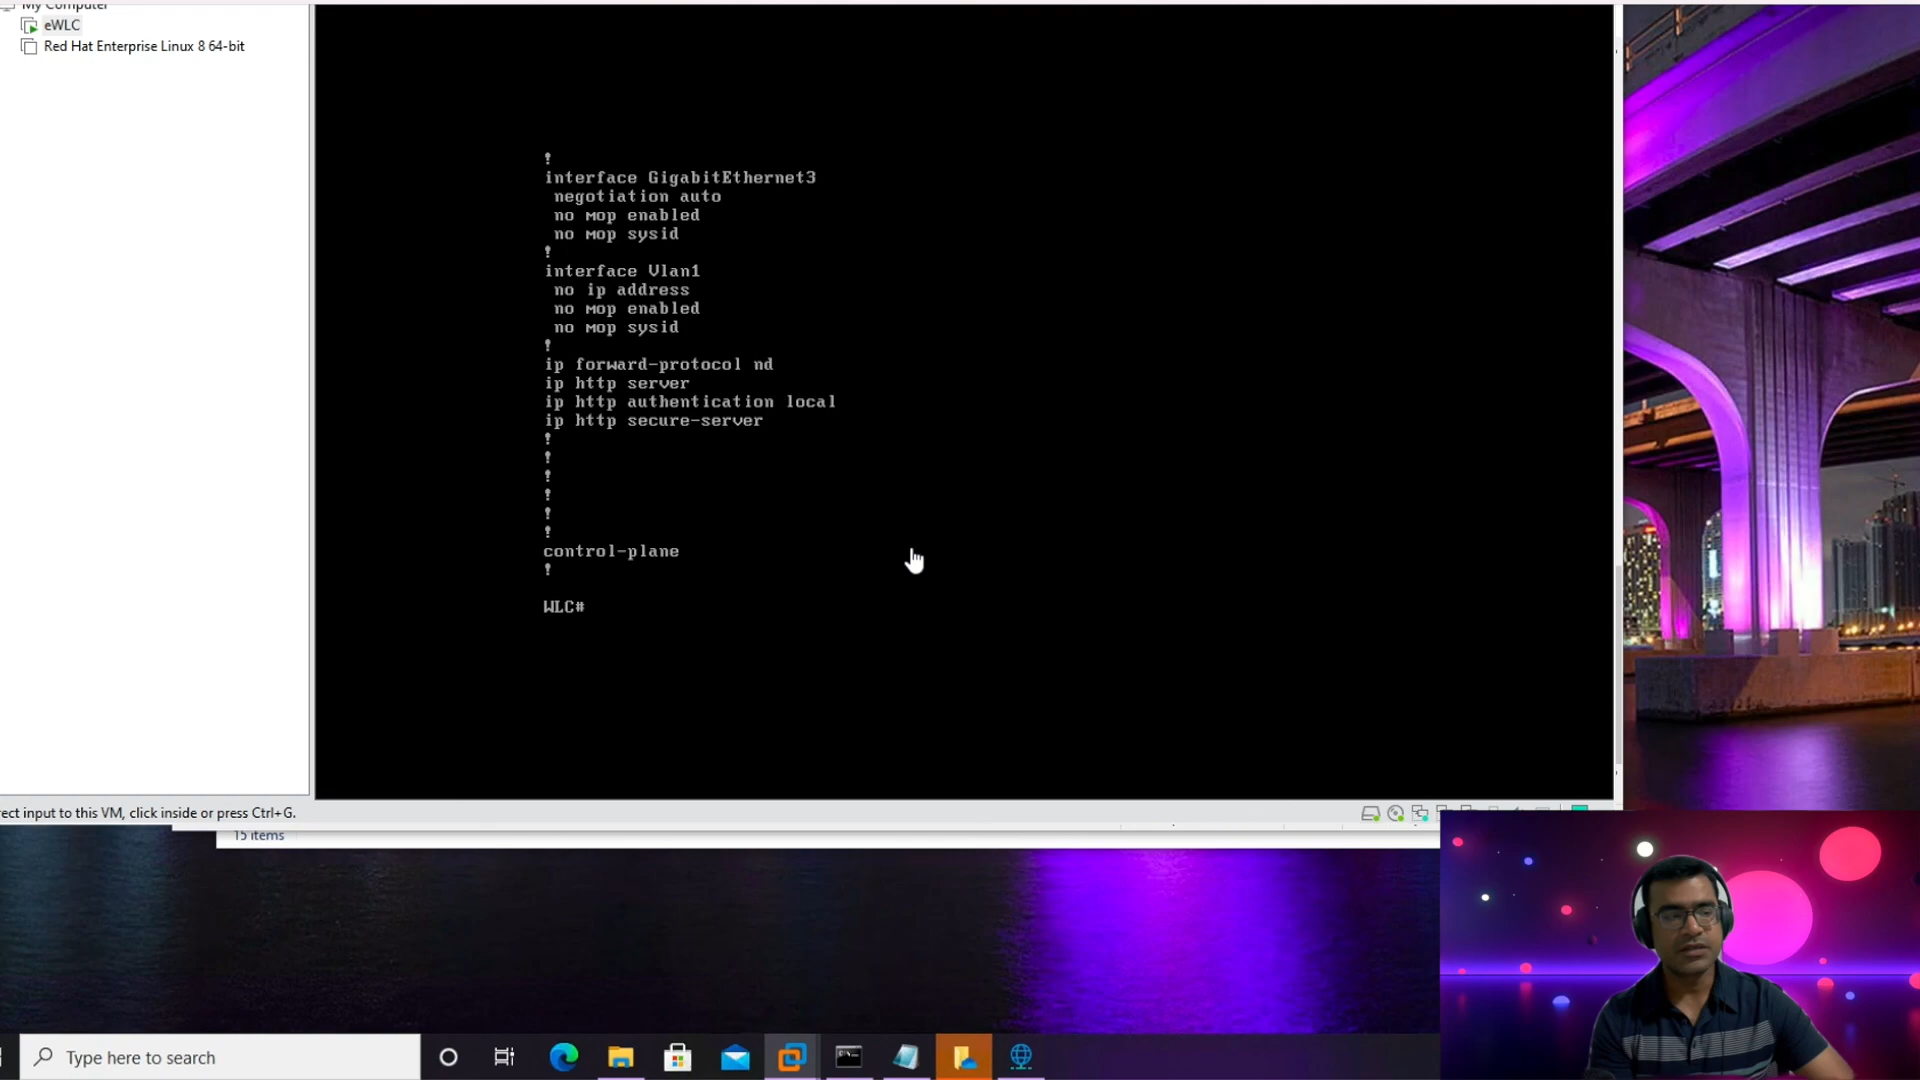 My Computer
eWLC
Red Hat Enterprise Linux 8 64-bit
!
interface GigabitEthernet3
negotiation auto
no mop enabled
no mop sysid
!
interface Vlan1
no ip address
no mop enabled
no mop sysid
!
ip forward-protocol nd
ip http server
ip http authentication local
ip http secure-server
!
!
!
!
!
!
control-plane
!
WLC#
rect input to this VM, click inside or press Ctrl+G.
15 items
Type here to search